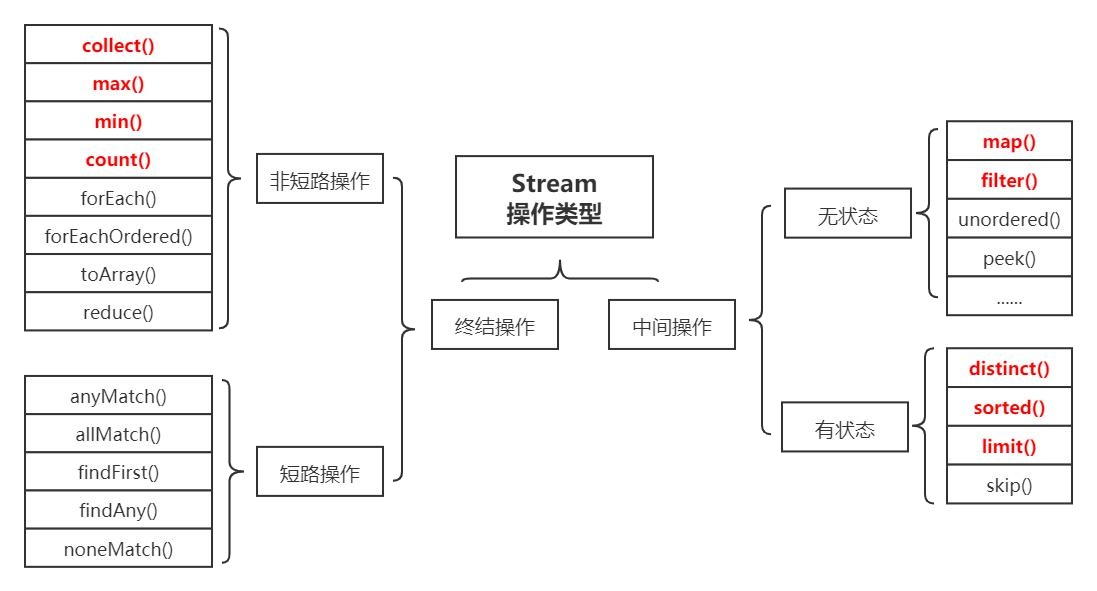 Stream
操作类型
终结操作
中间操作
非短路操作
collect()
max()
min()
count()
forEach()
forEachOrdered()
toArray()
reduce()
短路操作
anyMatch()
allMatch()
findFirst()
findAny()
noneMatch()
无状态
map()
filter()
unordered()
peek()
......
有状态
distinct()
sorted()
limit()
skip()